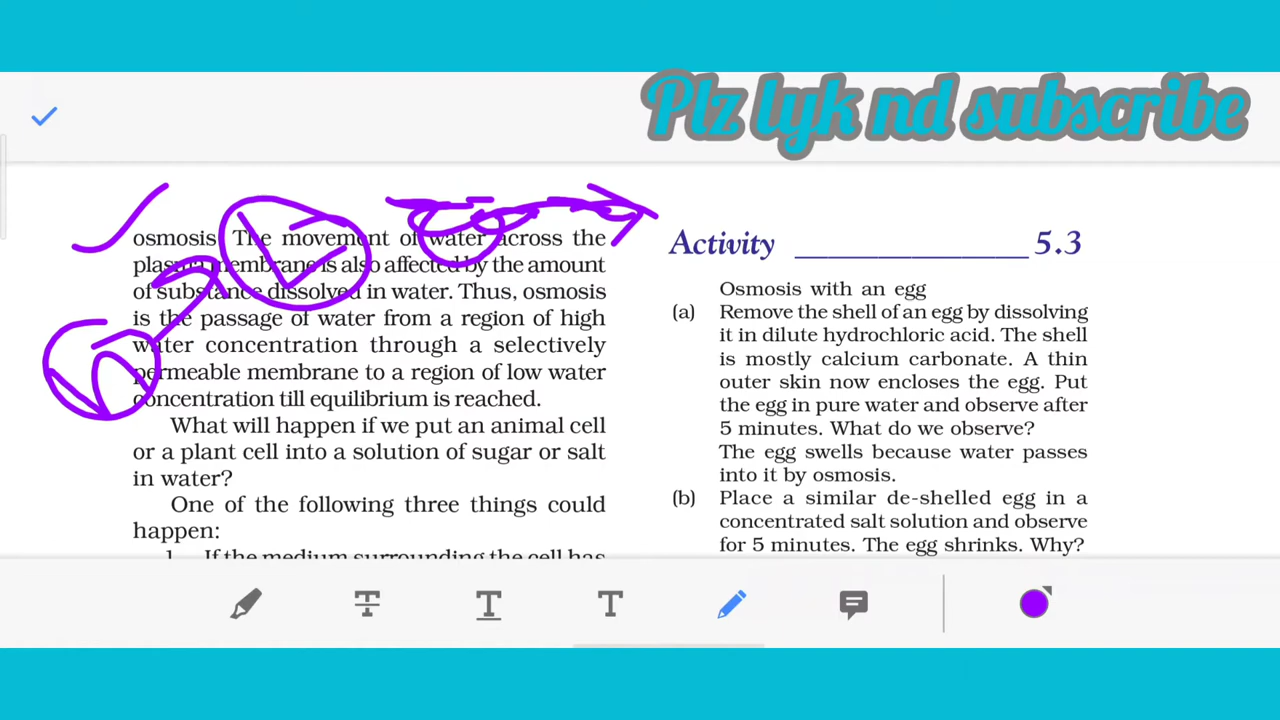 Plz lyk nd subscribe
osmosis. The movement of water across the
plasma membrane is also affected by the amount
of substance dissolved in water. Thus, osmosis
is the passage of water from a region of high
water concentration through a selectively
permeable membrane to a region of low water
concentration till equilibrium is reached.
What will happen if we put an animal cell
or a plant cell into a solution of sugar or salt
in water?
One of the following three things could
happen:
1. If the medium surrounding the cell has
Activity 5.3
Osmosis with an egg
(a) Remove the shell of an egg by dissolving
it in dilute hydrochloric acid. The shell
is mostly calcium carbonate. A thin
outer skin now encloses the egg. Put
the egg in pure water and observe after
5 minutes. What do we observe?
The egg swells because water passes
into it by osmosis.
(b) Place a similar de-shelled egg in a
concentrated salt solution and observe
for 5 minutes. The egg shrinks. Why?